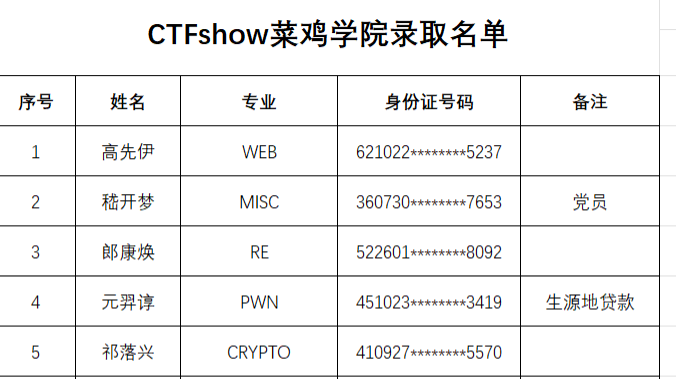 CTFshow菜鸡学院录取名单
序号 姓名 专业 身份证号码 备注
1 高先伊 WEB 621022********5237
2 嵇开梦 MISC 360730********7653 党员
3 郎康焕 RE 522601********8092
4 元羿谆 PWN 451023********3419 生源地贷款
5 祁落兴 CRYPTO 410927********5570